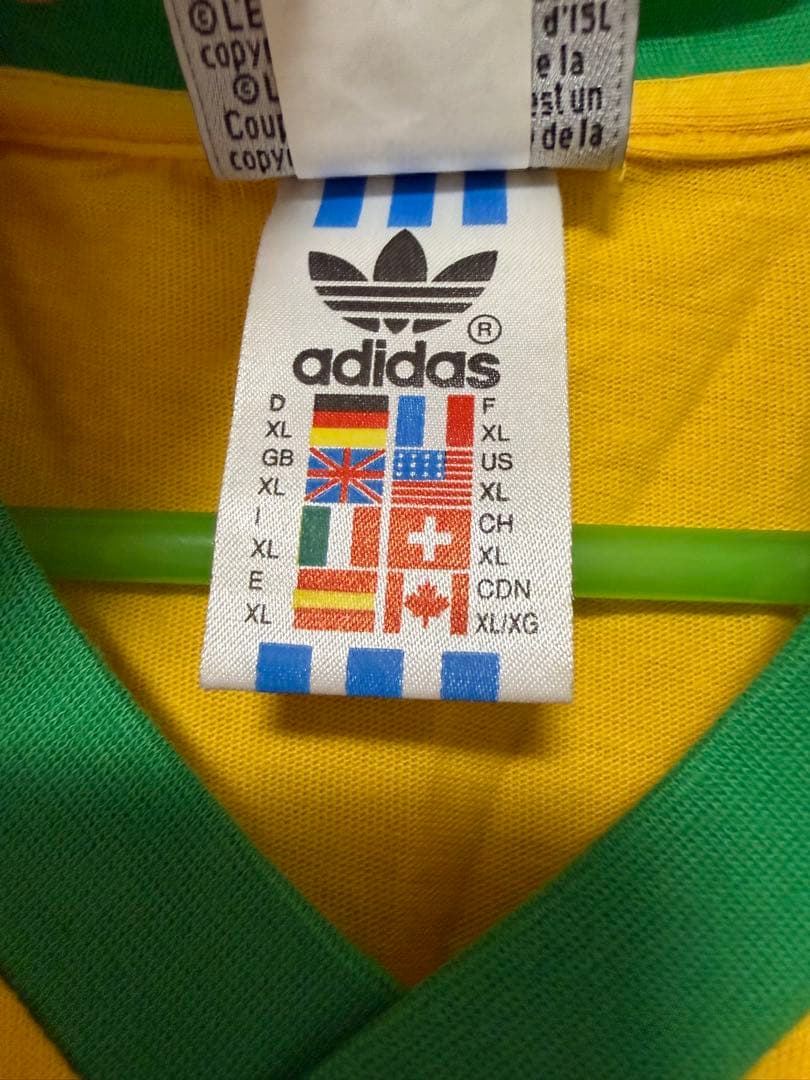 ©L'E d'ISL
copy e la
©L est un
Coup de la
copy
®
adidas
D F
XL XL
GB US
XL XL
I CH
XL XL
E CDN
XL XL/XG